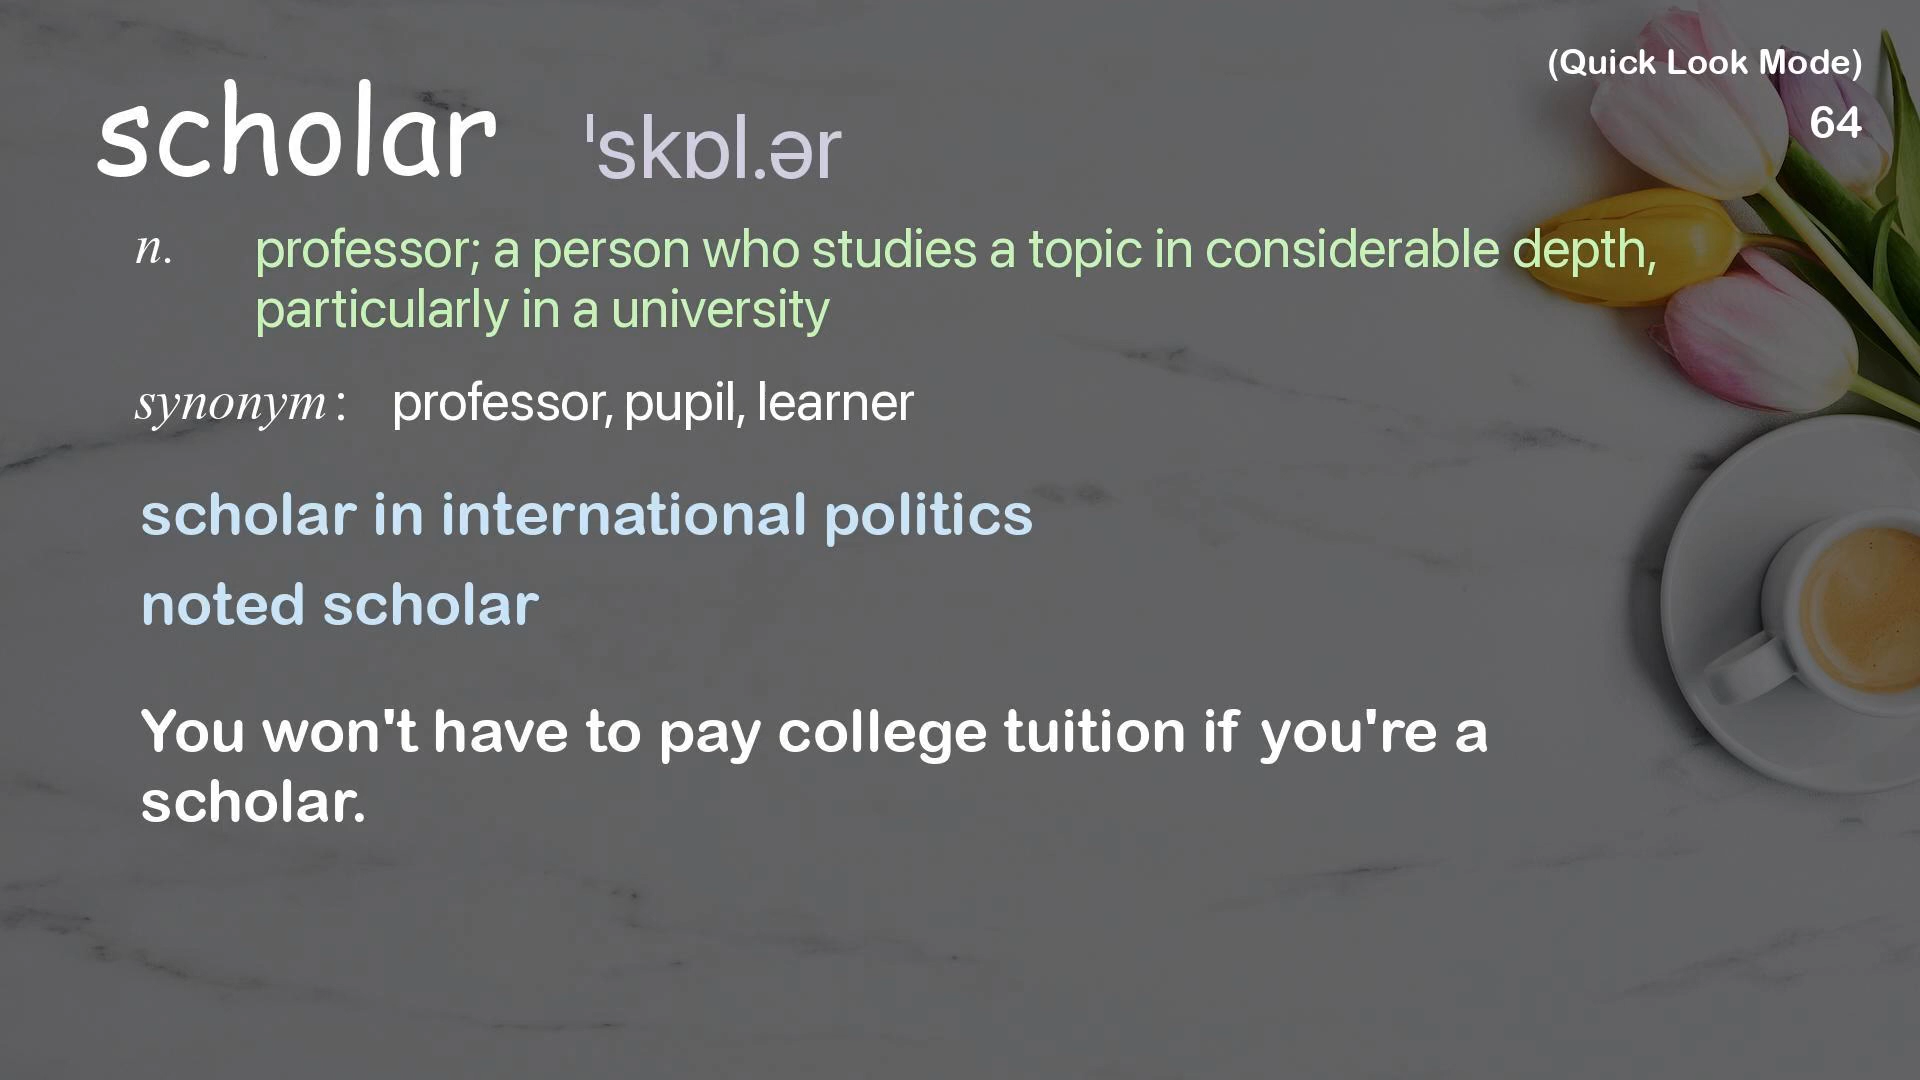 (Quick Look Mode)
64
scholar ˈskɒl.ər
n. professor; a person who studies a topic in considerable depth,
particularly in a university
synonym: professor, pupil, learner
scholar in international politics
noted scholar
You won't have to pay college tuition if you're a
scholar.